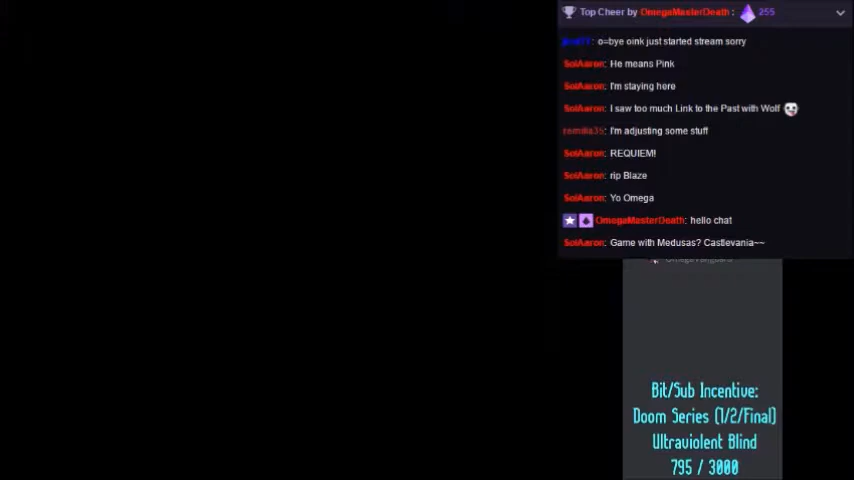 Top Cheer by OmegaMasterDeath: 255
o=bye oink just started stream sorry
SolAaron: He means Pink
SolAaron: I'm staying here
SolAaron: I saw too much Link to the Past with Wolf
remilia35: I'm adjusting some stuff
SolAaron: REQUIEM!
SolAaron: rip Blaze
SolAaron: Yo Omega
OmegaMasterDeath: hello chat
SolAaron: Game with Medusas? Castlevania~~
Bit/Sub Incentive:
Doom Series (1/2/Final)
Ultraviolent Blind
795 / 3000